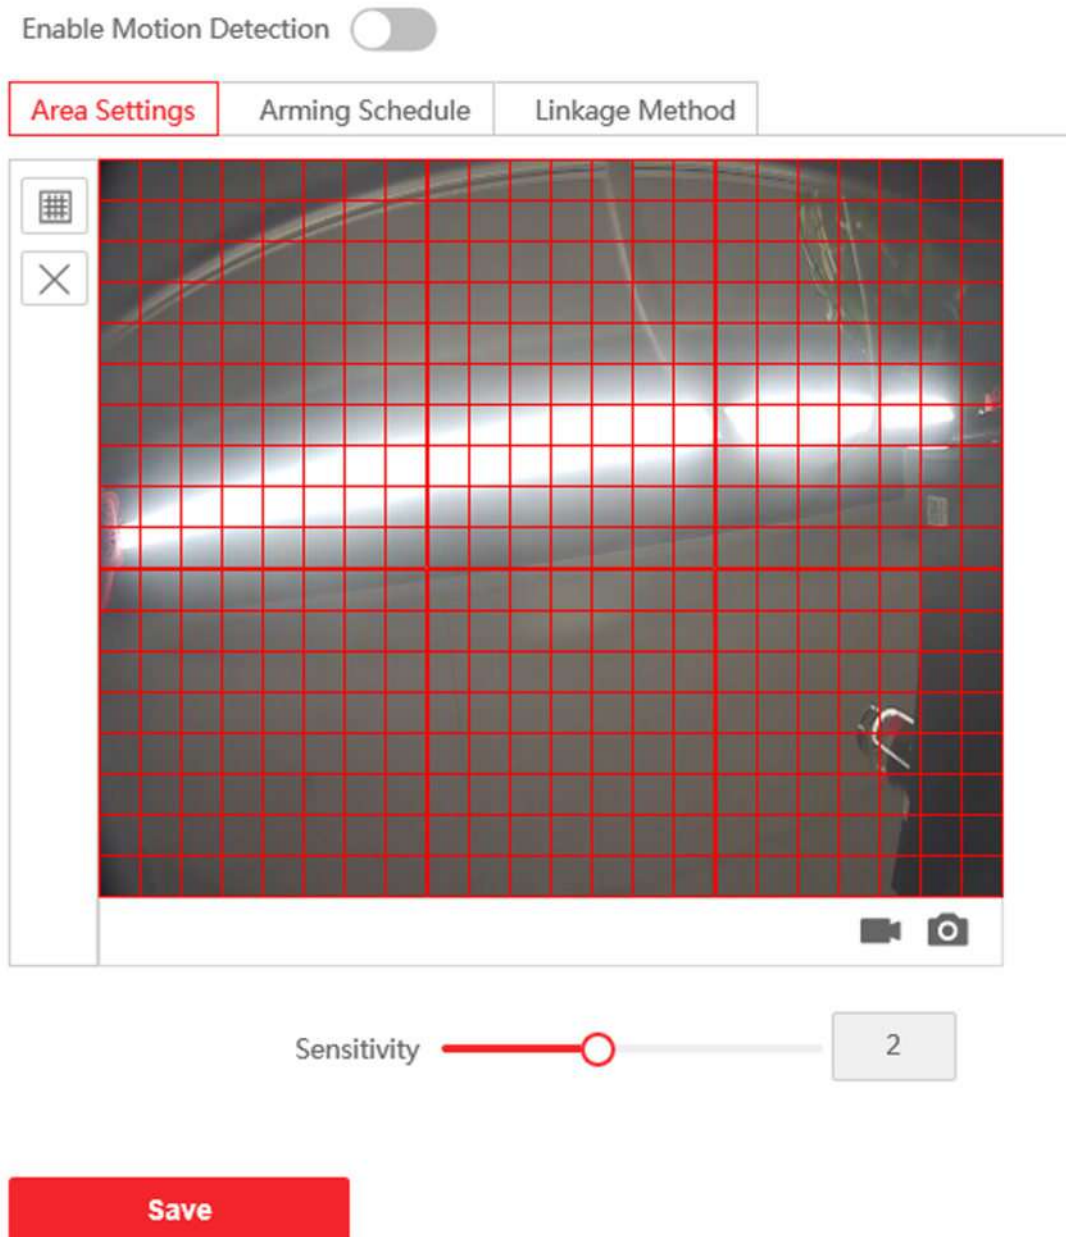 Enable Motion Detection
Area Settings Arming Schedule Linkage Method
Sensitivity 2
Save